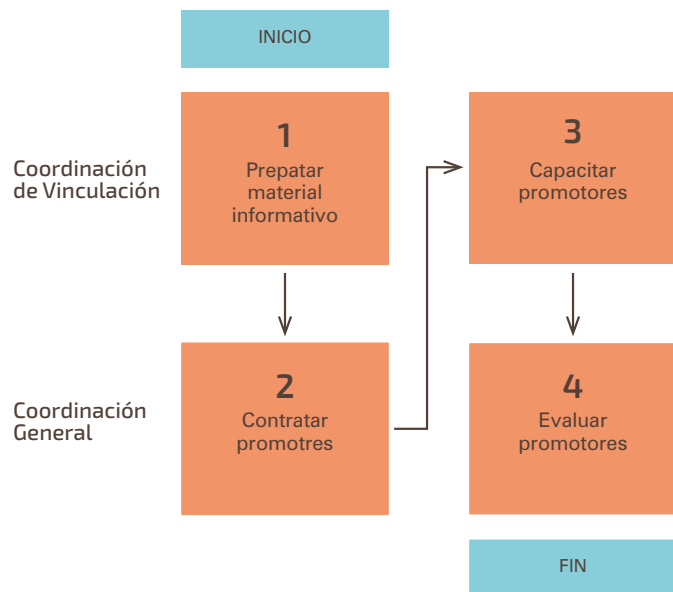 INICIO
Coordinación
de Vinculación
1
Prepatar
material
informativo
3
Capacitar
promotores
Coordinación
General
2
Contratar
promotres
4
Evaluar
promotores
FIN